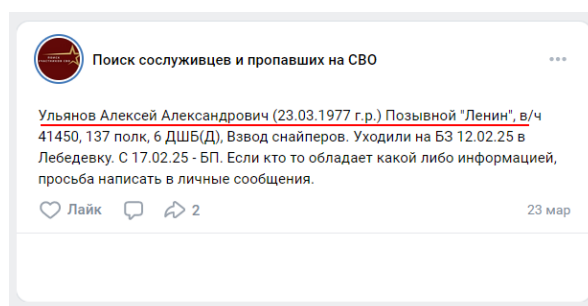 Поиск сослуживцев и пропавших на СВО
Ульянов Алексей Александрович (23.03.1977 г.р.) Позывной "Ленин", в/ч
41450, 137 полк, 6 ДШБ(Д), Взвод снайперов. Уходили на БЗ 12.02.25 в
Лебедевку. С 17.02.25 - БП. Если кто то обладает какой либо информацией,
просьба написать в личные сообщения.
Лайк 2 23 мар